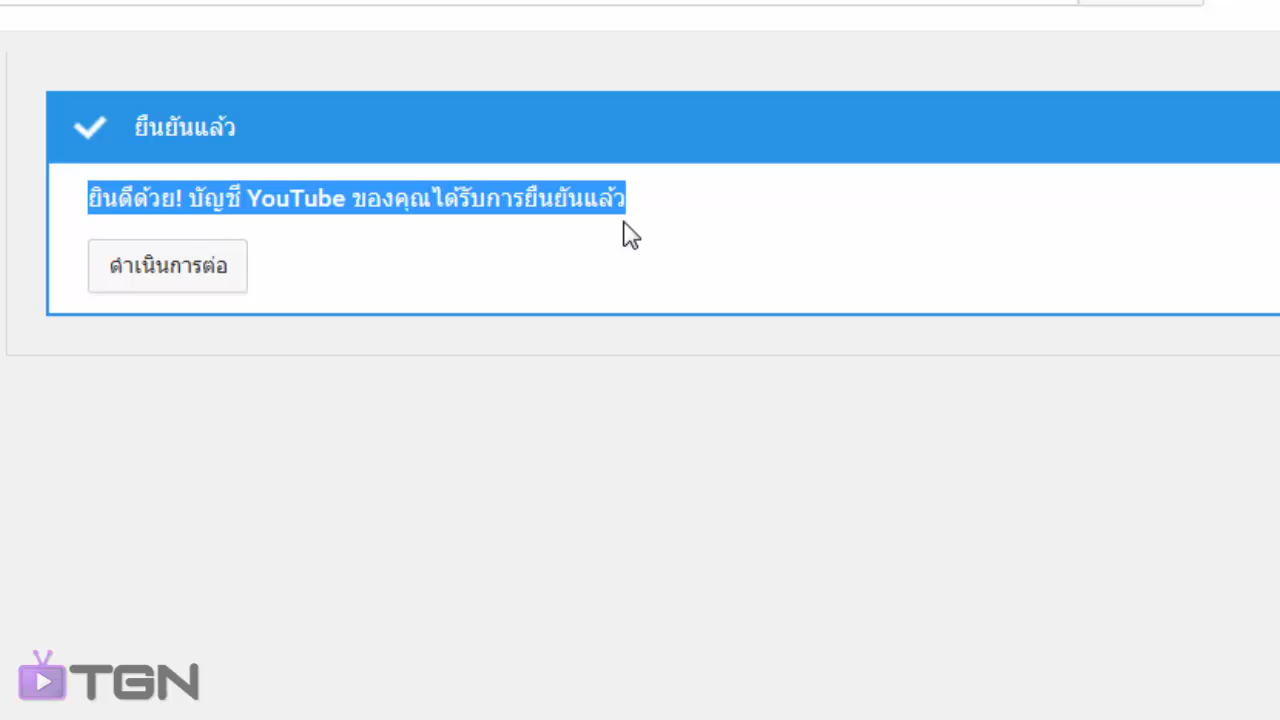 ยืนยันแล้ว
ยินดีด้วย! บัญชี YouTube ของคุณได้รับการยืนยันแล้ว
ดำเนินการต่อ
TGN